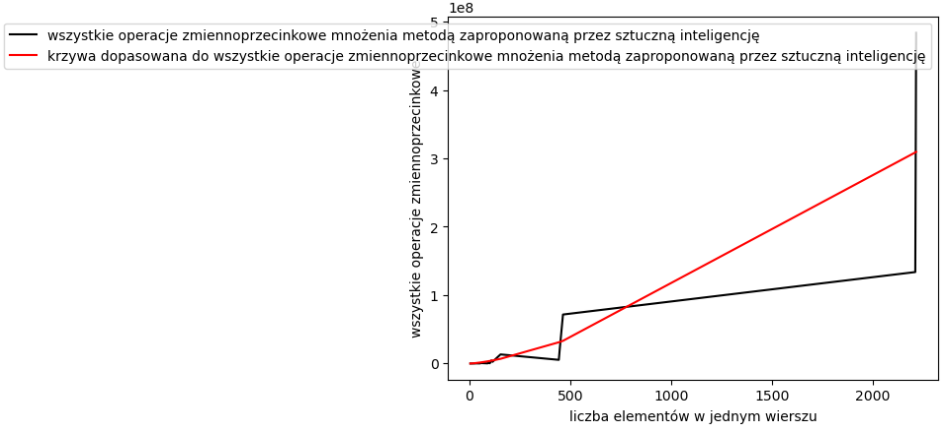 1e8
5
wszystkie operacje zmiennoprzecinkowe mnożenia metodą zaproponowaną przez sztuczną inteligencję
krzywa dopasowana do wszystkie operacje zmiennoprzecinkowe mnożenia metodą zaproponowaną przez sztuczną inteligencję
4
3
2
1
0
wszystkie operacje zmiennoprzecinkowe
0 500 1000 1500 2000
liczba elementów w jednym wierszu